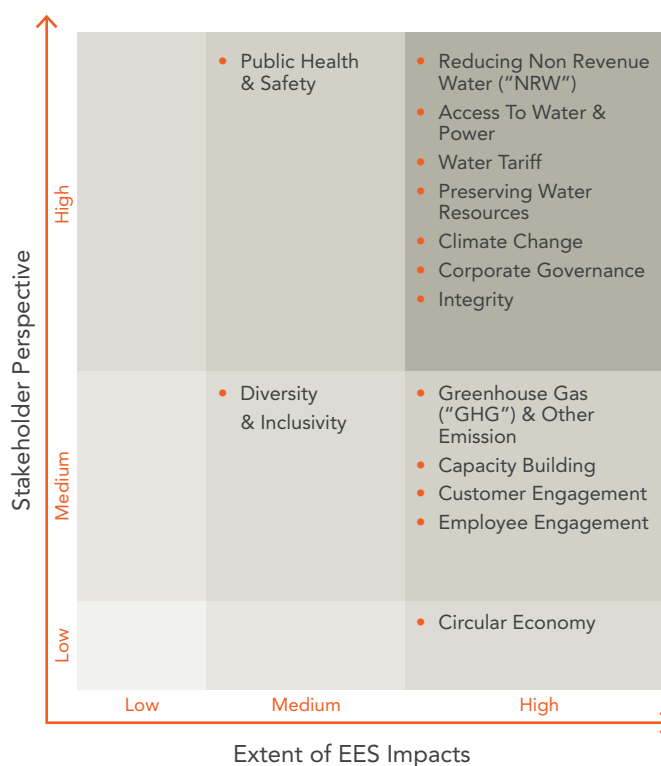 Stakeholder Perspective
High
Medium
Low
Public Health
& Safety
Reducing Non Revenue
Water (“NRW”)
Access To Water &
Power
Water Tariff
Preserving Water
Resources
Climate Change
Corporate Governance
Integrity
Diversity
& Inclusivity
Greenhouse Gas
(“GHG”) & Other
Emission
Capacity Building
Customer Engagement
Employee Engagement
Circular Economy
Low
Medium
High
Extent of EES Impacts